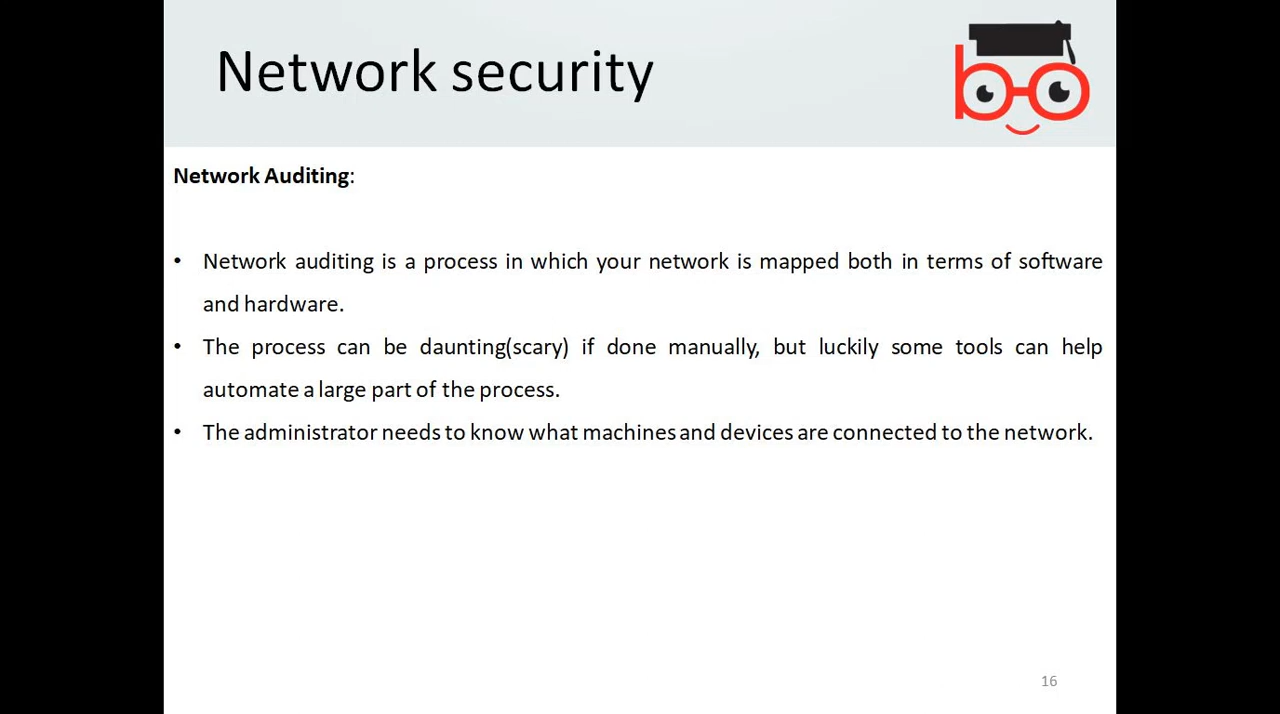 Network security
Network Auditing:
• Network auditing is a process in which your network is mapped both in terms of software
and hardware.
• The process can be daunting(scary) if done manually, but luckily some tools can help
automate a large part of the process.
• The administrator needs to know what machines and devices are connected to the network.
16